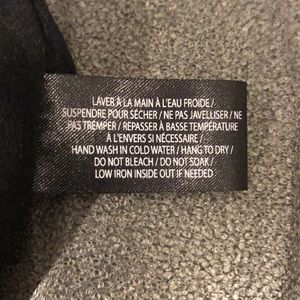 LAVER À LA MAIN À L'EAU FROIDE /
SUSPENDRE POUR SÉCHER / NE PAS JAVELLISER / NE
PAS TREMPER / RÉPASSER À BASSE TEMPÉRATURE
À L'ENVERS SI NÉCESSAIRE /
HAND WASH IN COLD WATER / HANG TO DRY /
DO NOT BLEACH / DO NOT SOAK /
LOW IRON INSIDE OUT IF NEEDED